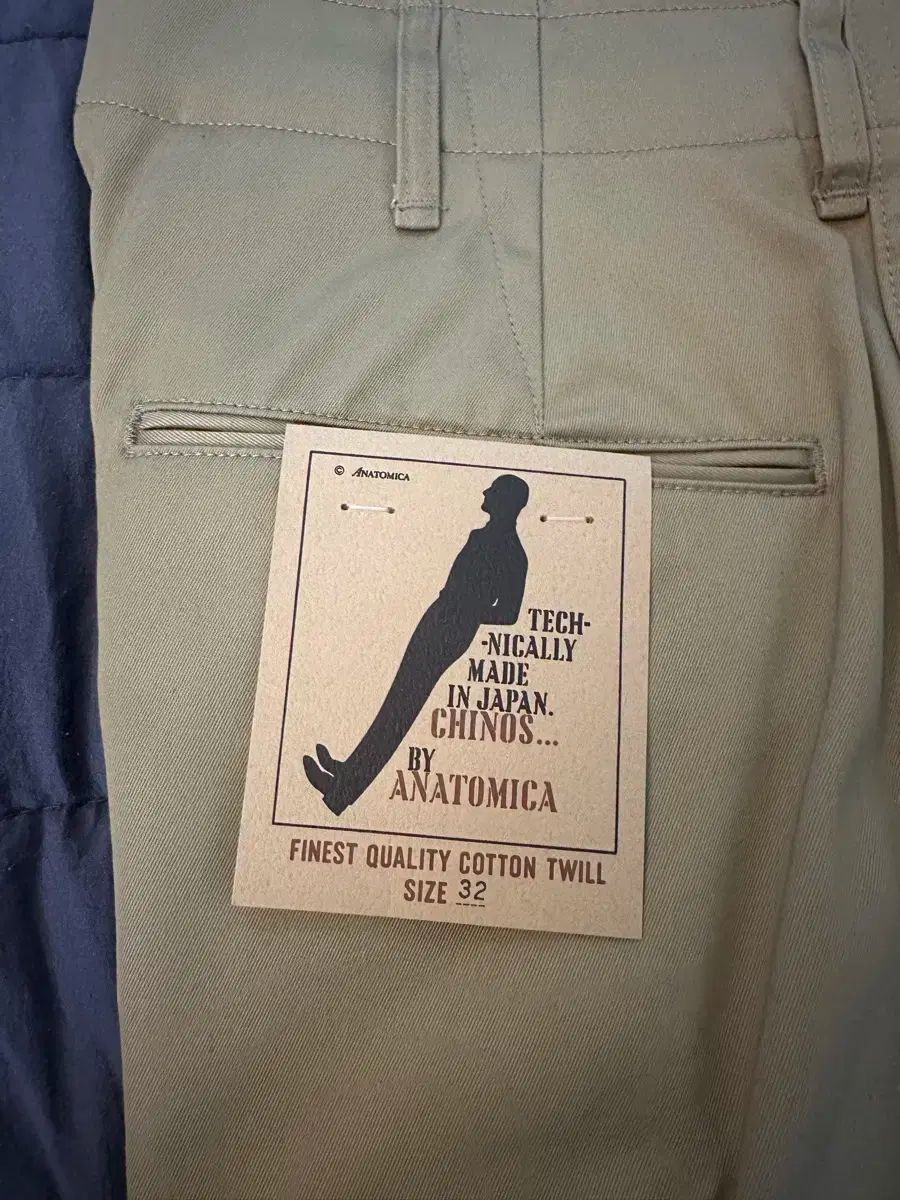 © ANATOMICA
TECH-
-NICALLY
MADE
IN JAPAN.
CHINOS...
BY
ANATOMICA
FINEST QUALITY COTTON TWILL
SIZE 32